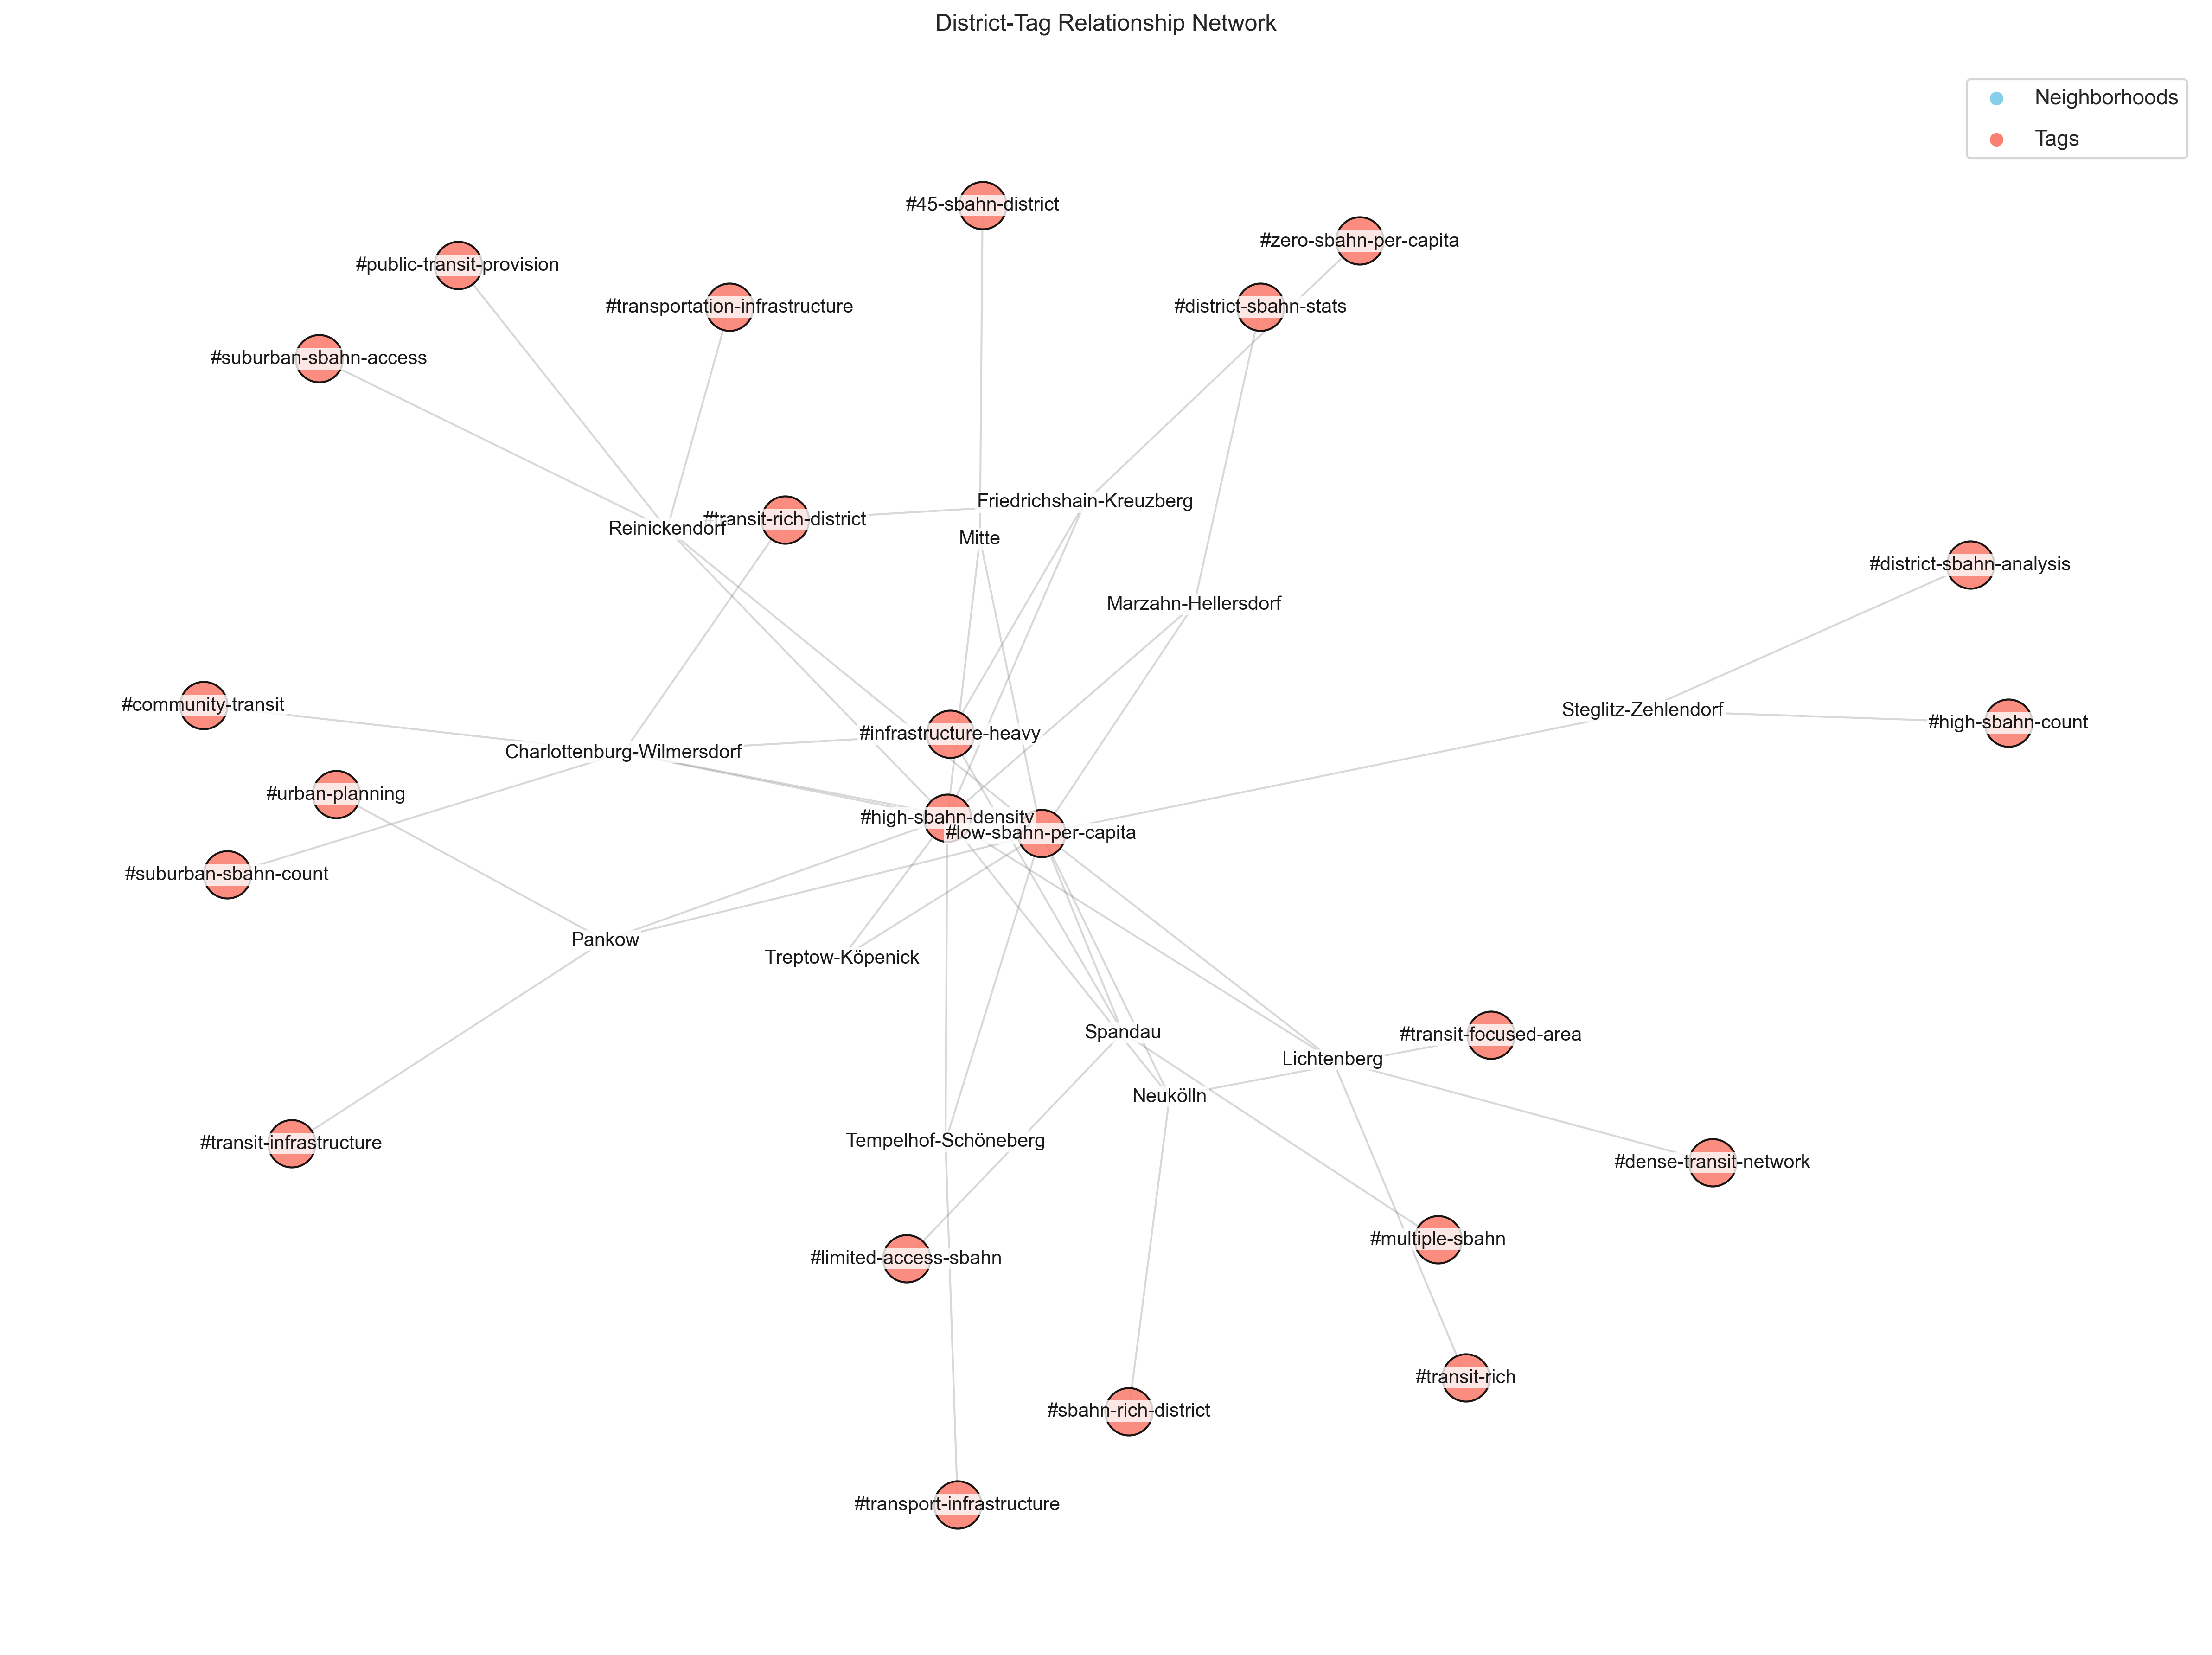 District-Tag Relationship Network
Neighborhoods
Tags
#45-sbahn-district
#zero-sbahn-per-capita
#public-transit-provision
#transportation-infrastructure
#district-sbahn-stats
#suburban-sbahn-access
Friedrichshain-Kreuzberg
#transit-rich-district
Reinickendorf
Mitte
#district-sbahn-analysis
Marzahn-Hellersdorf
#community-transit
Steglitz-Zehlendorf
#high-sbahn-count
#infrastructure-heavy
Charlottenburg-Wilmersdorf
#urban-planning
#high-sbahn-density
#low-sbahn-per-capita
#suburban-sbahn-count
Pankow
Treptow-Köpenick
Spandau
#transit-focused-area
Lichtenberg
Neukölln
Tempelhof-Schöneberg
#transit-infrastructure
#dense-transit-network
#multiple-sbahn
#limited-access-sbahn
#transit-rich
#sbahn-rich-district
#transport-infrastructure